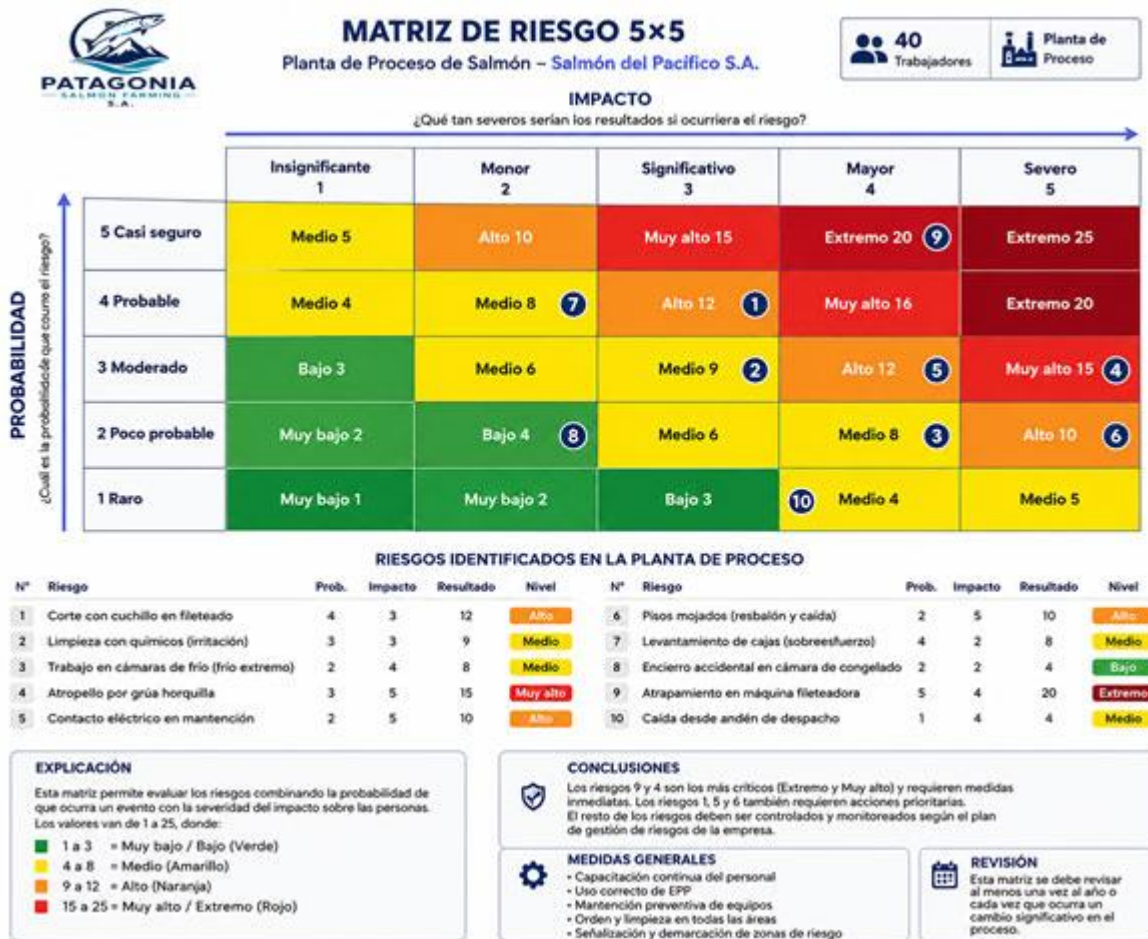 PATAGONIA
SALMON FARMING
S.A.
MATRIZ DE RIESGO 5×5
Planta de Proceso de Salmón – Salmón del Pacífico S.A.
40
Trabajadores
Planta de
Proceso
IMPACTO
¿Qué tan severos serían los resultados si ocurriera el riesgo?
Insignificante
1
Monor
2
Significativo
3
Mayor
4
Severo
5
PROBABILIDAD
¿Cuál es la probabilidad de que ocurra el riesgo?
5 Casi seguro
Medio 5
Alto 10
Muy alto 15
Extremo 20 9
Extremo 25
4 Probable
Medio 4
Medio 8 7
Alto 12 1
Muy alto 16
Extremo 20
3 Moderado
Bajo 3
Medio 6
Medio 9 2
Alto 12 5
Muy alto 15 4
2 Poco probable
Muy bajo 2
Bajo 4 8
Medio 6
Medio 8 3
Alto 10 6
1 Raro
Muy bajo 1
Muy bajo 2
Bajo 3
10 Medio 4
Medio 5
RIESGOS IDENTIFICADOS EN LA PLANTA DE PROCESO
N° Riesgo Prob. Impacto Resultado Nivel
1 Corte con cuchillo en fileteado 4 3 12 Alto
2 Limpieza con químicos (irritación) 3 3 9 Medio
3 Trabajo en cámaras de frío (frío extremo) 2 4 8 Medio
4 Atropello por grúa horquilla 3 5 15 Muy alto
5 Contacto eléctrico en mantención 2 5 10 Alto
N° Riesgo Prob. Impacto Resultado Nivel
6 Pisos mojados (resbalón y caída) 2 5 10 Alto
7 Levantamiento de cajas (sobreesfuerzo) 4 2 8 Medio
8 Encierro accidental en cámara de congelado 2 2 4 Bajo
9 Atrapamiento en máquina fileteadora 5 4 20 Extremo
10 Caída desde andén de despacho 1 4 4 Medio
EXPLICACIÓN
Esta matriz permite evaluar los riesgos combinando la probabilidad de
que ocurra un evento con la severidad del impacto sobre las personas.
Los valores van de 1 a 25, donde:
1 a 3 = Muy bajo / Bajo (Verde)
4 a 8 = Medio (Amarillo)
9 a 12 = Alto (Naranja)
15 a 25 = Muy alto / Extremo (Rojo)
CONCLUSIONES
Los riesgos 9 y 4 son los más críticos (Extremo y Muy alto) y requieren medidas
inmediatas. Los riesgos 1, 5 y 6 también requieren acciones prioritarias.
El resto de los riesgos deben ser controlados y monitoreados según el plan
de gestión de riesgos de la empresa.
MEDIDAS GENERALES
• Capacitación continua del personal
• Uso correcto de EPP
• Mantención preventiva de equipos
• Orden y limpieza en todas las áreas
• Señalización y demarcación de zonas de riesgo
REVISIÓN
Esta matriz se debe revisar
al menos una vez al año o
cada vez que ocurra un
cambio significativo en el
proceso.